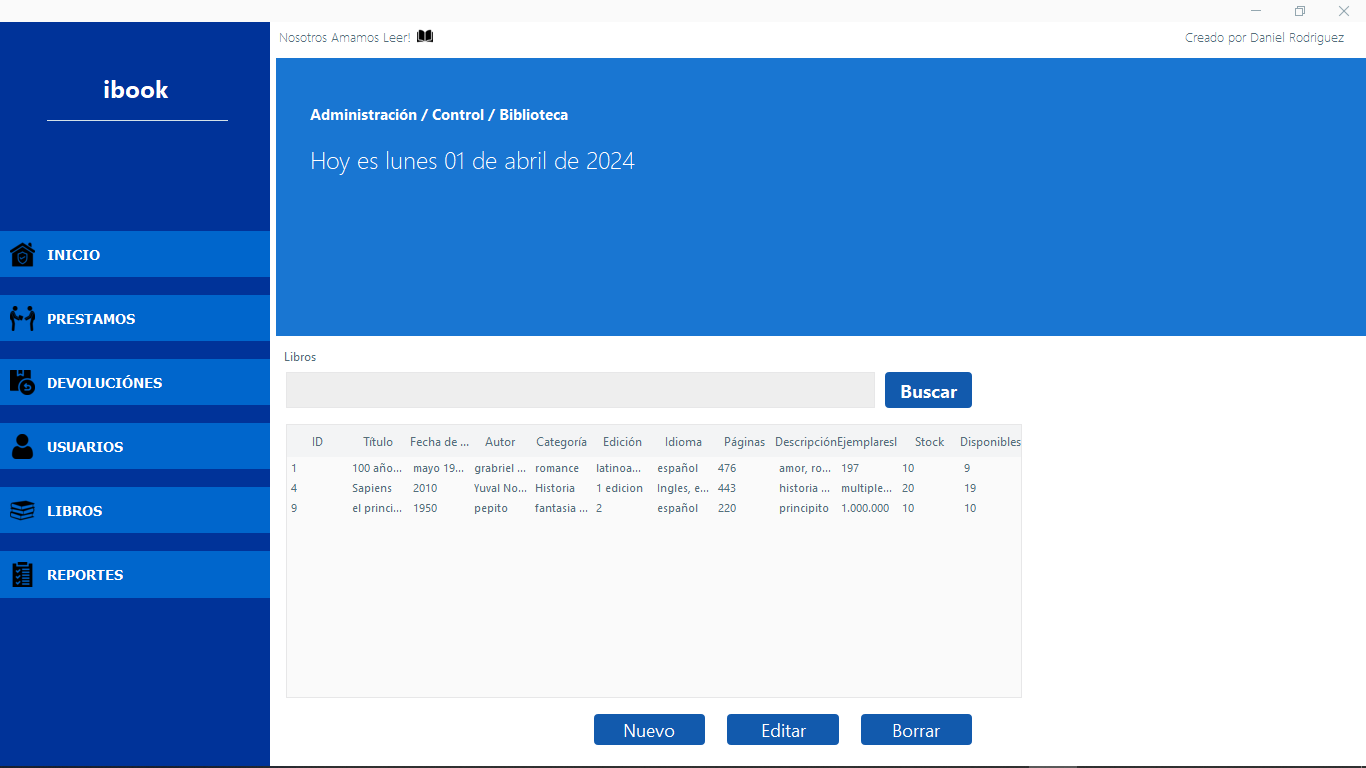 Nosotros Amamos Leer!
Creado por Daniel Rodriguez
ibook
Administración / Control / Biblioteca
Hoy es lunes 01 de abril de 2024
INICIO
PRESTAMOS
DEVOLUCIÓNES
USUARIOS
LIBROS
REPORTES
Libros
Buscar
ID Título Fecha de ... Autor Categoría Edición Idioma Páginas Descripción Ejemplaresl Stock Disponibles
1 100 año... mayo 19... grabriel ... romance latinoa... español 476 amor, ro... 197 10 9
4 Sapiens 2010 Yuval No... Historia 1 edicion Ingles, e... 443 historia ... multiple... 20 19
9 el princi... 1950 pepito fantasia ... 2 español 220 principito 1.000.000 10 10
Nuevo Editar Borrar